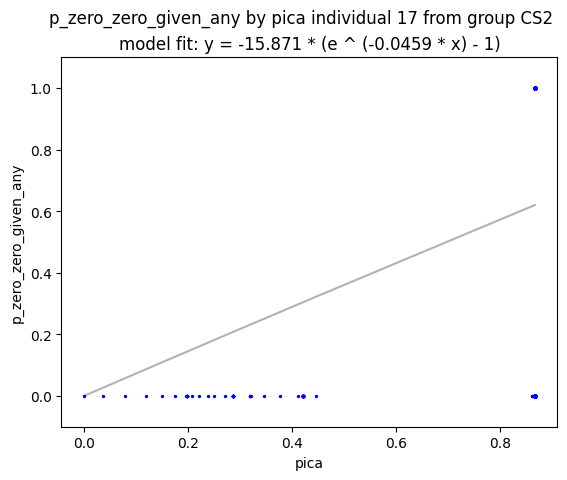 p_zero_zero_given_any by pica individual 17 from group CS2
model fit: y = -15.871 * (e ^ (-0.0459 * x) - 1)
1.0
0.8
0.6
0.4
0.2
0.0
p_zero_zero_given_any
0.0 0.2 0.4 0.6 0.8
pica